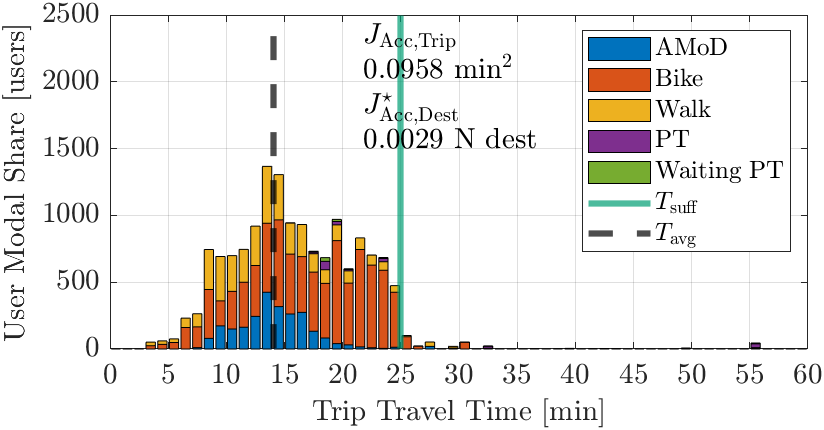 2500
2000
1500
1000
500
0
User Modal Share [users]
J_Acc,Trip
0.0958 min²
J⋆_Acc,Dest
0.0029 N dest
AMoD
Bike
Walk
PT
Waiting PT
T_suff
T_avg
0 5 10 15 20 25 30 35 40 45 50 55 60
Trip Travel Time [min]